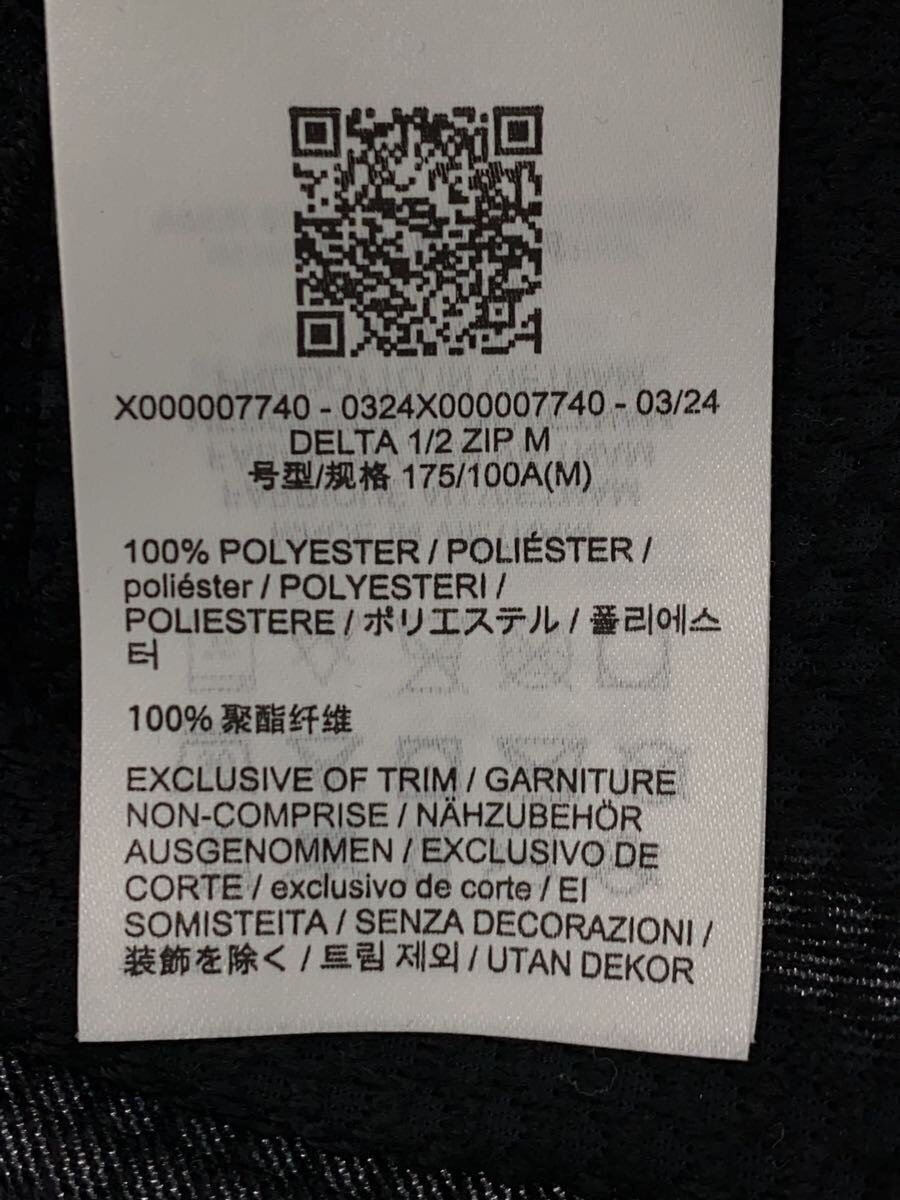 X000007740 - 0324X000007740 - 03/24
DELTA 1/2 ZIP M
号型/规格 175/100A(M)
100% POLYESTER / POLIÉSTER /
poliéster / POLYESTERI /
POLIESTERE / ポリエステル / 폴리에스
터
100% 聚酯纤维
EXCLUSIVE OF TRIM / GARNITURE
NON-COMPRISE / NÄHZUBEHÖR
AUSGENOMMEN / EXCLUSIVO DE
CORTE / exclusivo de corte / EI
SOMISTEITA / SENZA DECORAZIONI /
装飾を除く / 트림 제외 / UTAN DEKOR